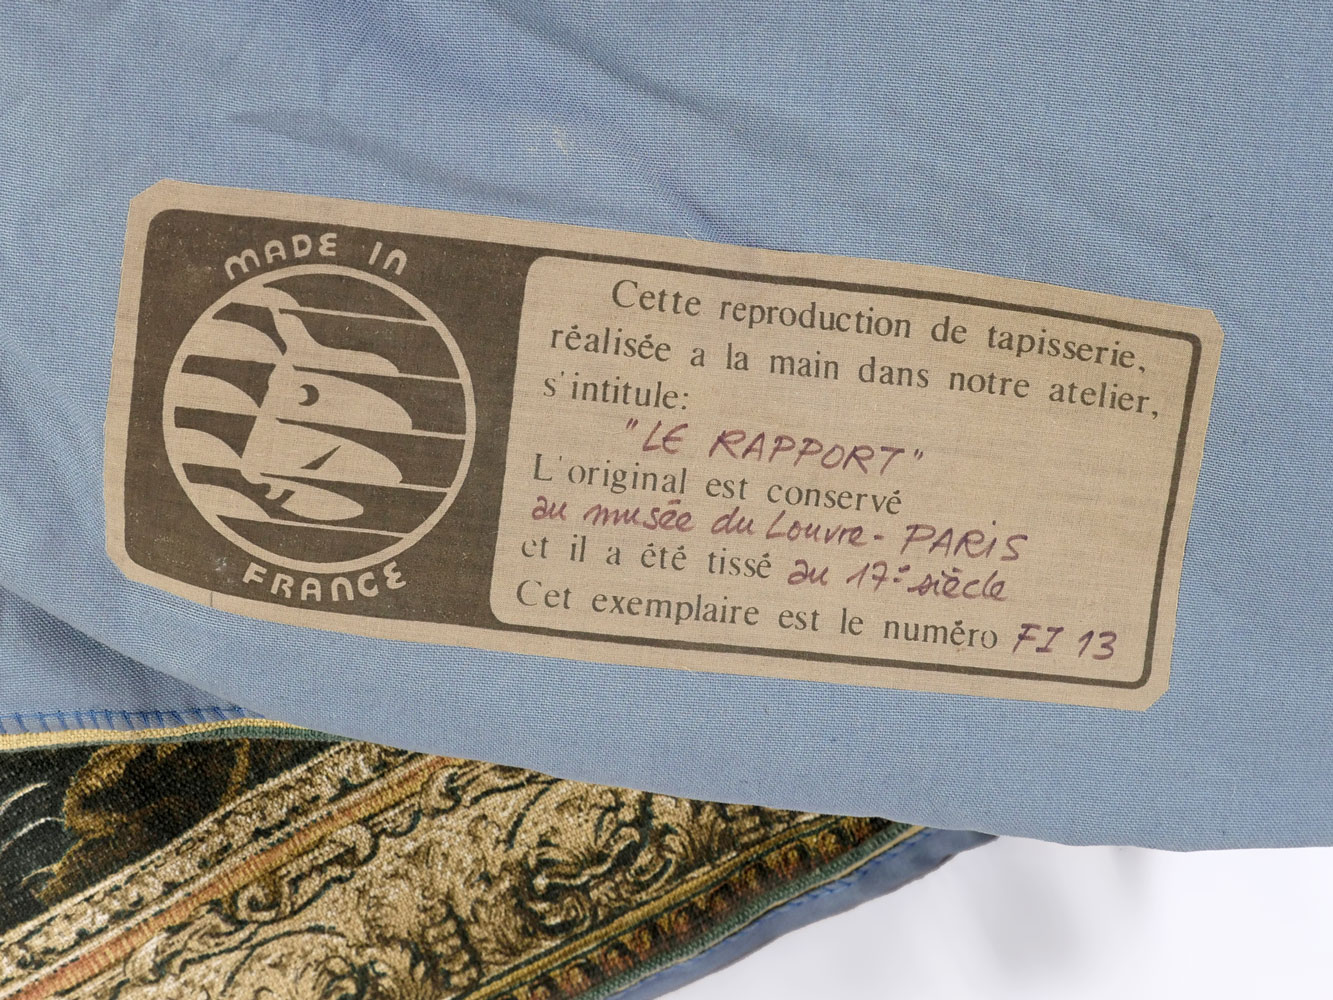 MADE IN
FRANCE
Cette reproduction de tapisserie,
réalisée a la main dans notre atelier,
s'intitule:
"LE RAPPORT"
L'original est conservé
au musée du Louvre - PARIS
et il a été tissé au 17e siècle
Cet exemplaire est le numéro FI 13